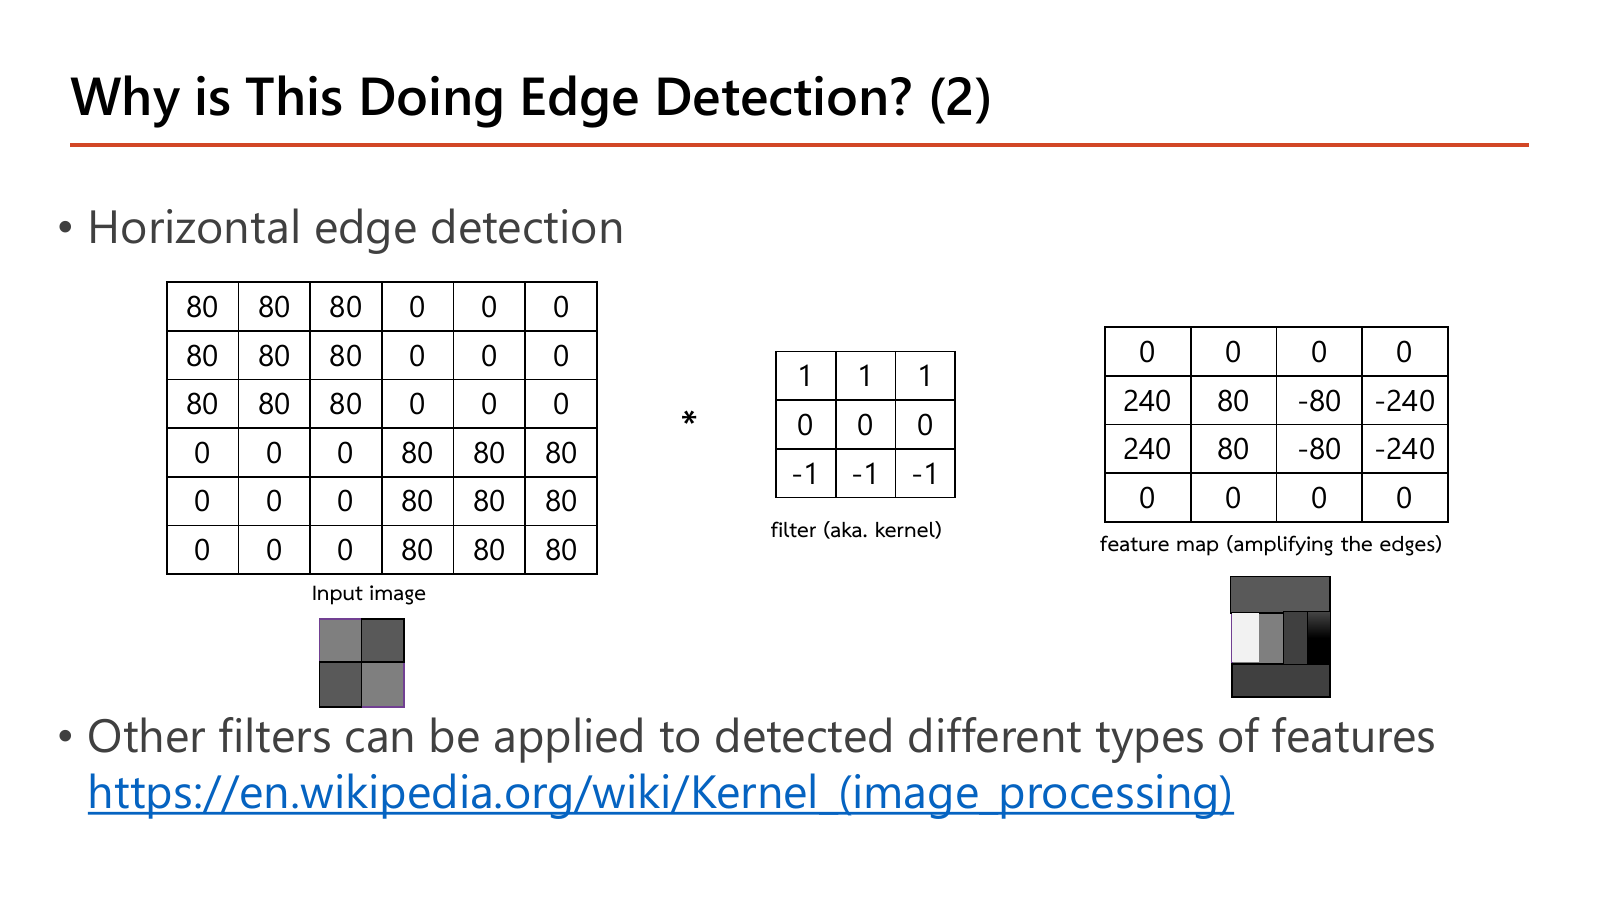 Why is This Doing Edge Detection? (2)
• Horizontal edge detection
80 80 80 0 0 0
80 80 80 0 0 0
80 80 80 0 0 0
0 0 0 80 80 80
0 0 0 80 80 80
0 0 0 80 80 80
Input image
*
1 1 1
0 0 0
-1 -1 -1
filter (aka. kernel)
0 0 0 0
240 80 -80 -240
240 80 -80 -240
0 0 0 0
feature map (amplifying the edges)
• Other filters can be applied to detected different types of features
https://en.wikipedia.org/wiki/Kernel_(image_processing)